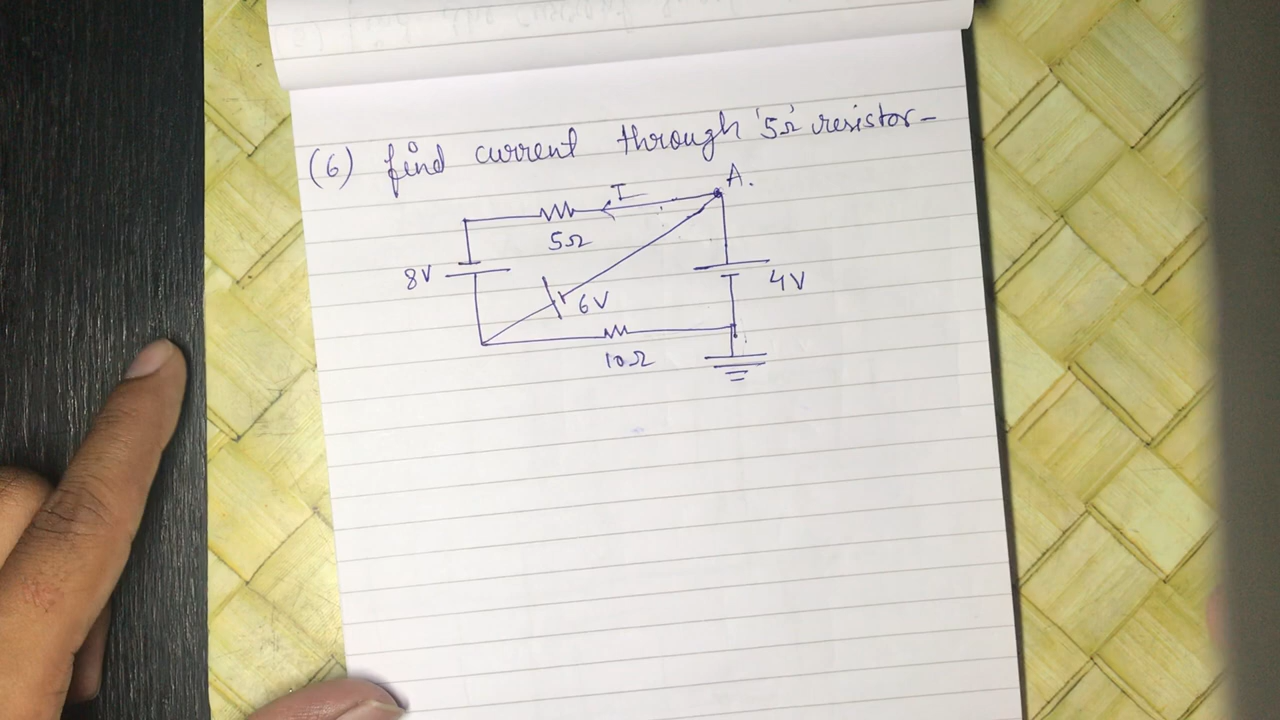 (6) find current through '5Ω' resistor-
A.
I
5Ω
8V
6V
4V
10Ω